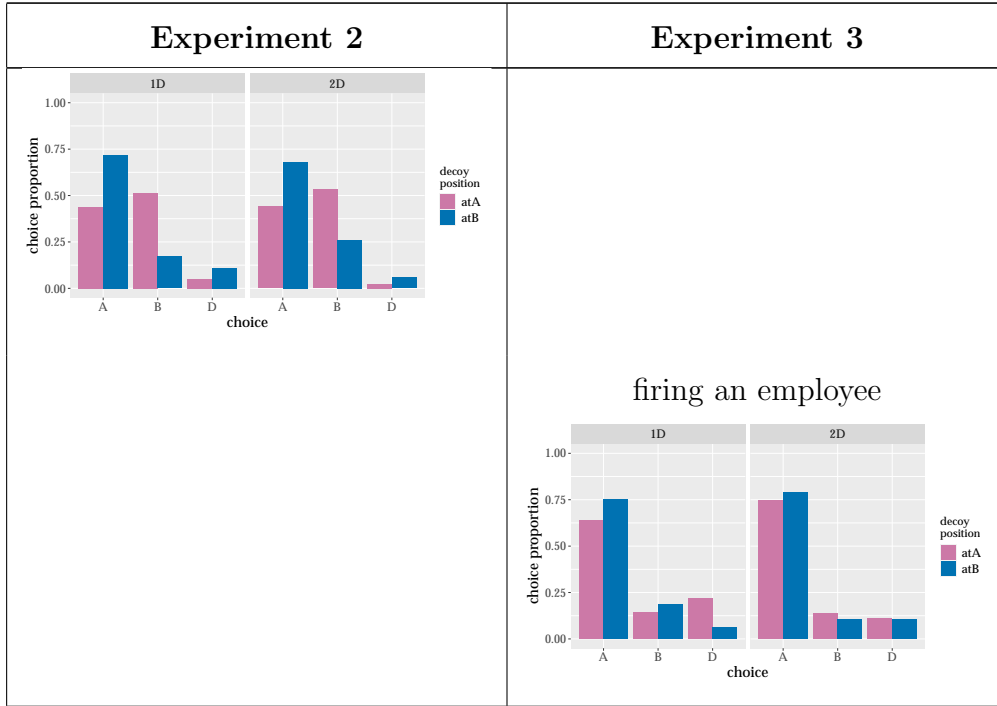 Experiment 2
Experiment 3
1D
2D
1.00
0.75
0.50
0.25
0.00
choice proportion
A
B
D
A
B
D
choice
decoy
position
atA
atB
firing an employee
1D
2D
1.00
0.75
0.50
0.25
0.00
choice proportion
A
B
D
A
B
D
choice
decoy
position
atA
atB